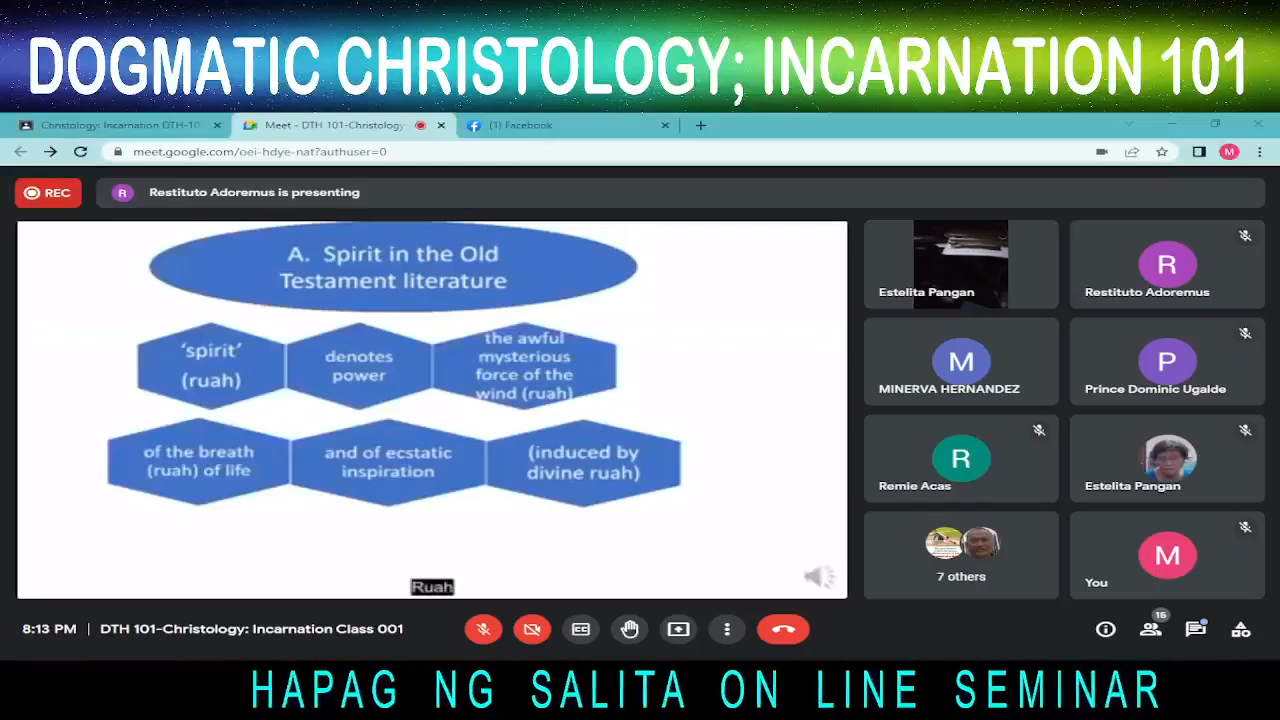 DOGMATIC CHRISTOLOGY; INCARNATION 101
Christology: Incarnation DTH-10
Meet - DTH 101-Christology
(1) Facebook
meet.google.com/oei-hdye-nat?authuser=0
M
REC
R
Restituto Adoremus is presenting
A. Spirit in the Old
Testament literature
'spirit'
(ruah)
denotes
power
the awful
mysterious
force of the
wind (ruah)
of the breath
(ruah) of life
and of ecstatic
inspiration
(induced by
divine ruah)
Ruah
Estelita Pangan
R
Restituto Adoremus
M
MINERVA HERNANDEZ
P
Prince Dominic Ugalde
R
Remie Acas
Estelita Pangan
7 others
M
You
8:13 PM | DTH 101-Christology: Incarnation Class 001
15
HAPAG NG SALITA ON LINE SEMINAR